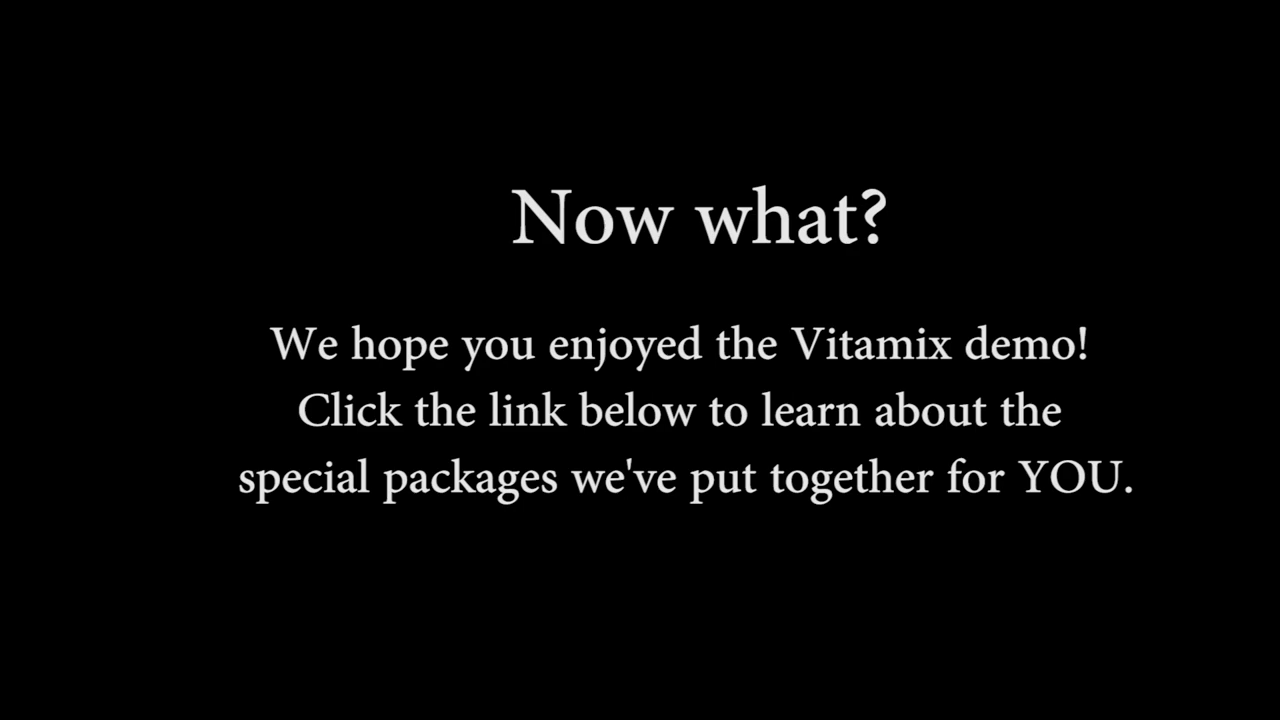 Now what?
We hope you enjoyed the Vitamix demo!
Click the link below to learn about the
special packages we've put together for YOU.